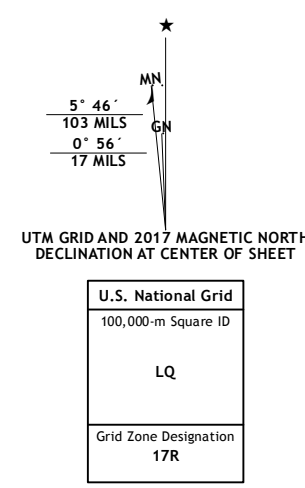 ★
MN.
5° 46´
103 MILS
GN
0° 56´
17 MILS
UTM GRID AND 2017 MAGNETIC NORTH
DECLINATION AT CENTER OF SHEET
U.S. National Grid
100,000-m Square ID
LQ
Grid Zone Designation
17R